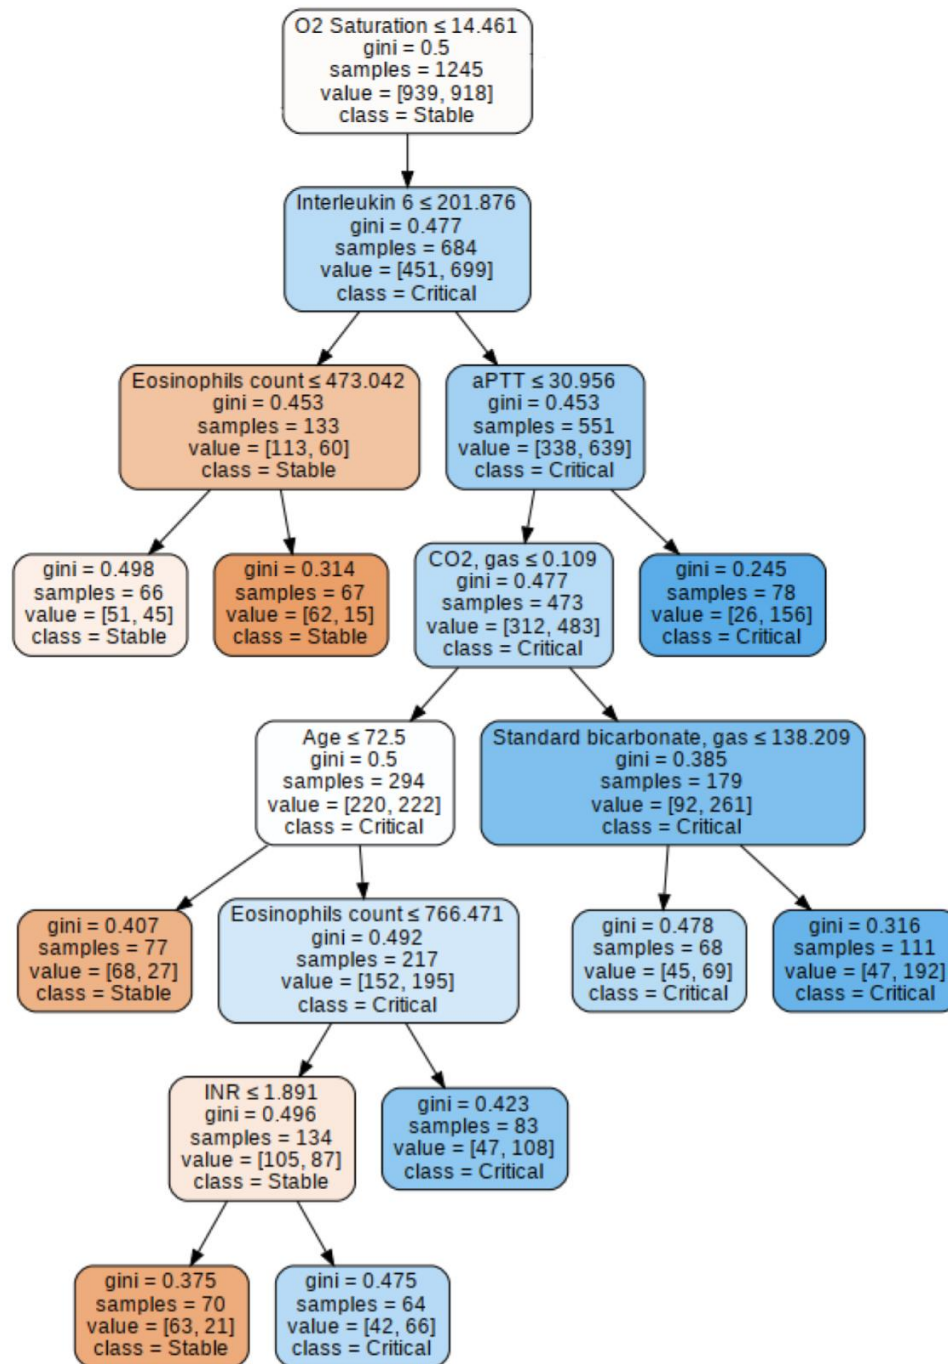 O2 Saturation ≤ 14.461
gini = 0.5
samples = 1245
value = [939, 918]
class = Stable
Interleukin 6 ≤ 201.876
gini = 0.477
samples = 684
value = [451, 699]
class = Critical
Eosinophils count ≤ 473.042
gini = 0.453
samples = 133
value = [113, 60]
class = Stable
aPTT ≤ 30.956
gini = 0.453
samples = 551
value = [338, 639]
class = Critical
gini = 0.498
samples = 66
value = [51, 45]
class = Stable
gini = 0.314
samples = 67
value = [62, 15]
class = Stable
CO2, gas ≤ 0.109
gini = 0.477
samples = 473
value = [312, 483]
class = Critical
gini = 0.245
samples = 78
value = [26, 156]
class = Critical
Age ≤ 72.5
gini = 0.5
samples = 294
value = [220, 222]
class = Critical
Standard bicarbonate, gas ≤ 138.209
gini = 0.385
samples = 179
value = [92, 261]
class = Critical
gini = 0.407
samples = 77
value = [68, 27]
class = Stable
Eosinophils count ≤ 766.471
gini = 0.492
samples = 217
value = [152, 195]
class = Critical
gini = 0.478
samples = 68
value = [45, 69]
class = Critical
gini = 0.316
samples = 111
value = [47, 192]
class = Critical
INR ≤ 1.891
gini = 0.496
samples = 134
value = [105, 87]
class = Stable
gini = 0.423
samples = 83
value = [47, 108]
class = Critical
gini = 0.375
samples = 70
value = [63, 21]
class = Stable
gini = 0.475
samples = 64
value = [42, 66]
class = Critical